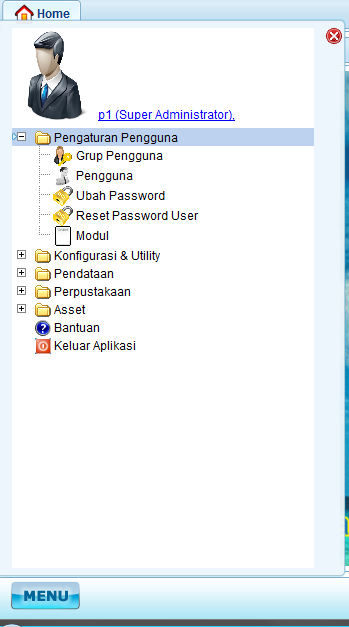 Home
p1 (Super Administrator).
Pengaturan Pengguna
Grup Pengguna
Pengguna
Ubah Password
Reset Password User
Modul
Konfigurasi & Utility
Pendataan
Perpustakaan
Asset
Bantuan
Keluar Aplikasi
MENU